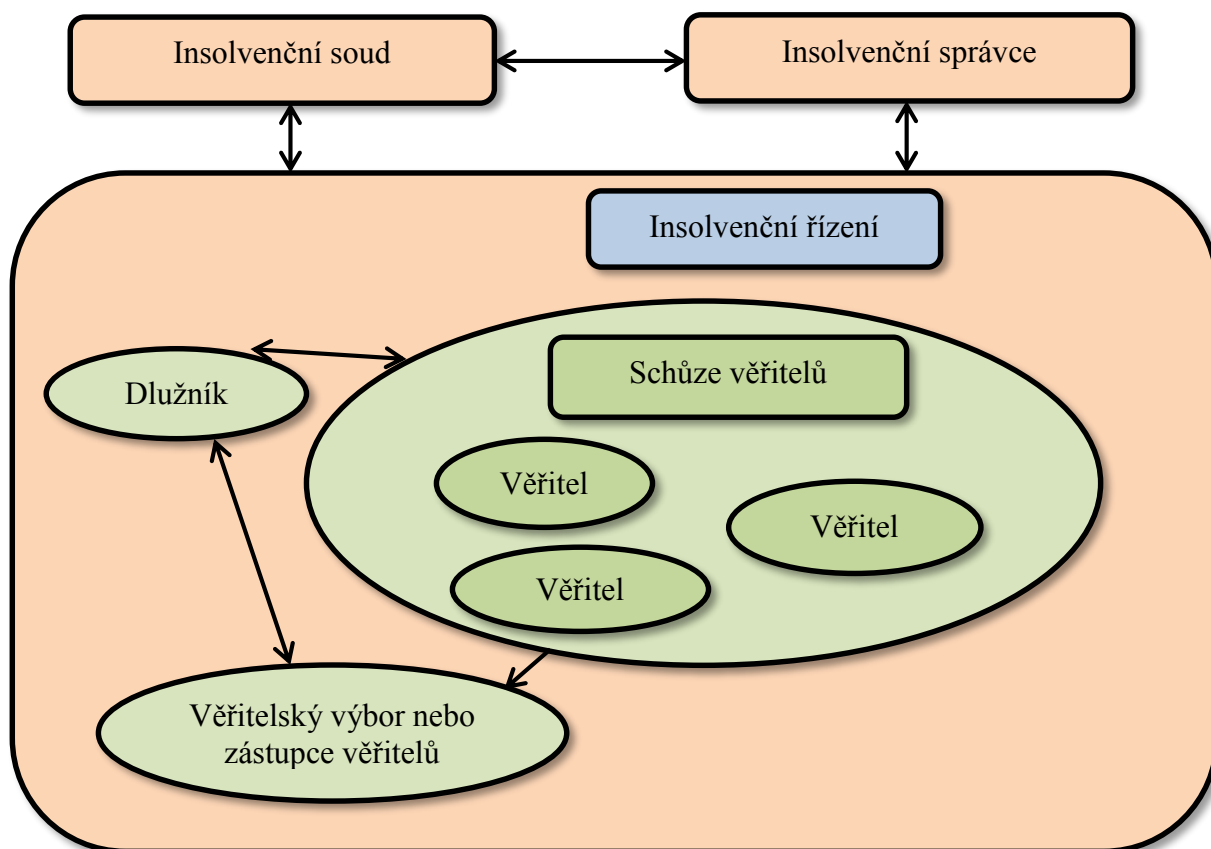 Insolvenční soud
Insolvenční správce
Insolvenční řízení
Schůze věřitelů
Dlužník
Věřitel
Věřitel
Věřitel
Věřitelský výbor nebo
zástupce věřitelů